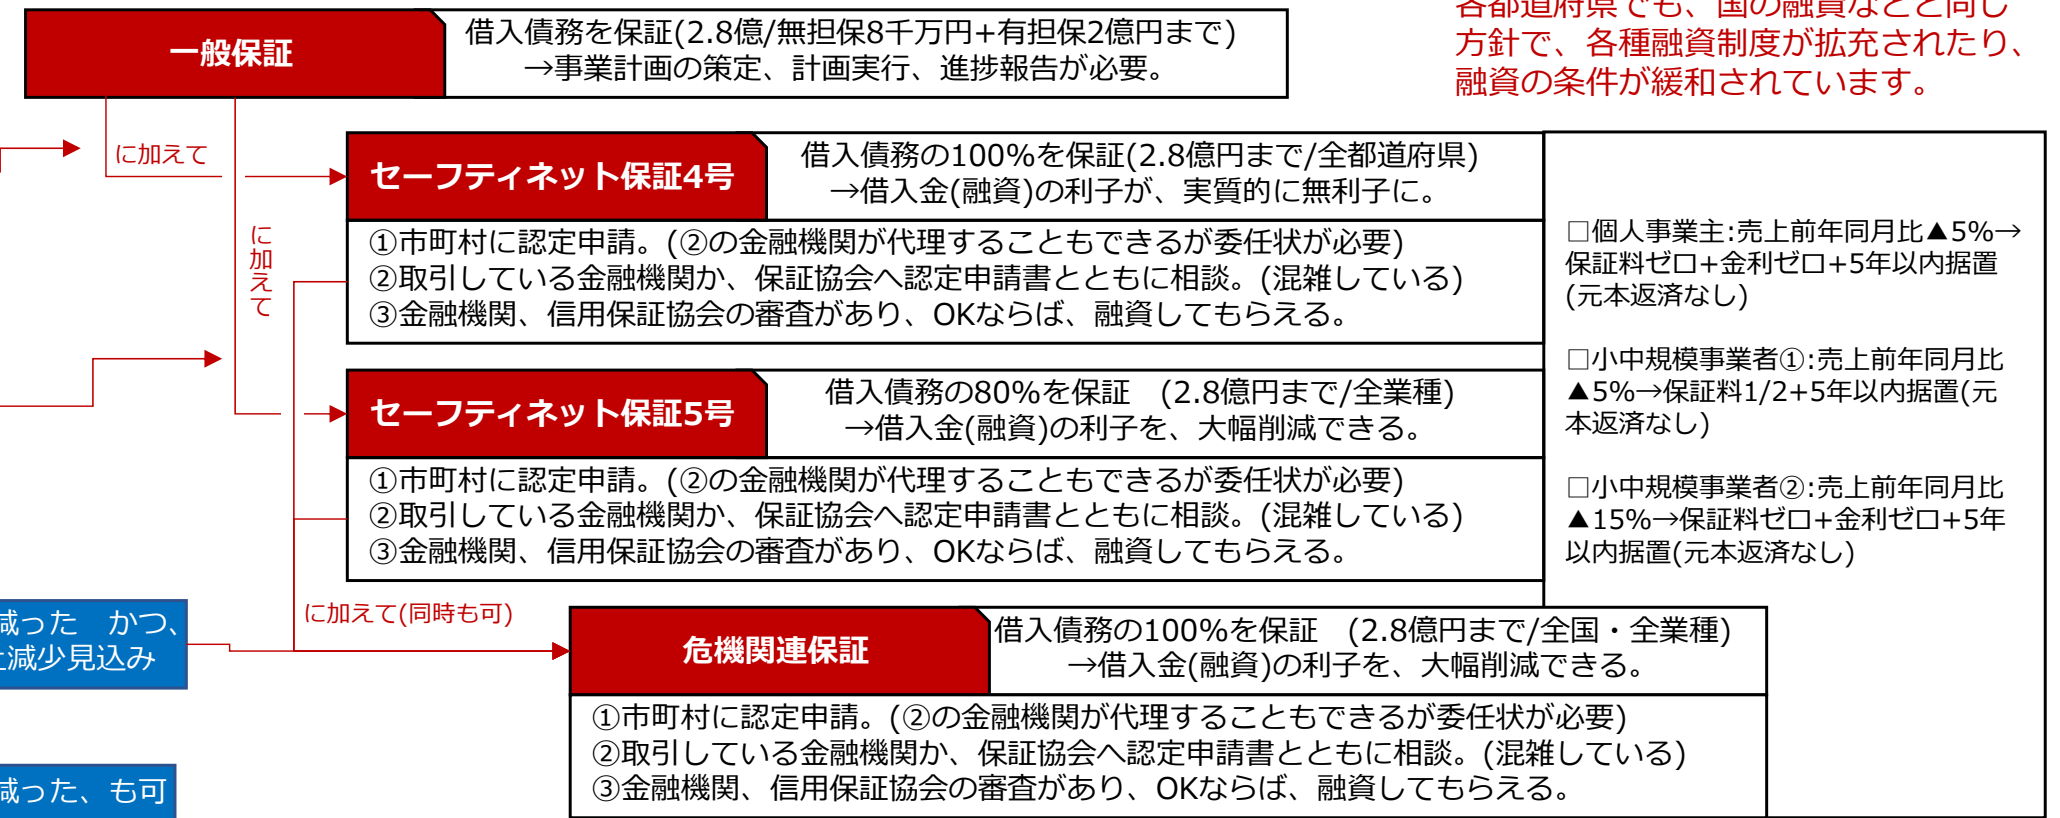 一般保証
借入債務を保証(2.8億/無担保8千万円+有担保2億円まで)
→事業計画の策定、計画実行、進捗報告が必要。
各都道府県でも、国の融資などと同じ
方針で、各種融資制度が拡充されたり、
融資の条件が緩和されています。
に加えて
に加えて
セーフティネット保証4号
借入債務の100%を保証(2.8億円まで/全都道府県)
→借入金(融資)の利子が、実質的に無利子に。
①市町村に認定申請。(②の金融機関が代理することもできるが委任状が必要)
②取引している金融機関か、保証協会へ認定申請書とともに相談。(混雑している)
③金融機関、信用保証協会の審査があり、OKならば、融資してもらえる。
セーフティネット保証5号
借入債務の80%を保証　(2.8億円まで/全業種)
→借入金(融資)の利子を、大幅削減できる。
①市町村に認定申請。(②の金融機関が代理することもできるが委任状が必要)
②取引している金融機関か、保証協会へ認定申請書とともに相談。(混雑している)
③金融機関、信用保証協会の審査があり、OKならば、融資してもらえる。
□個人事業主:売上前年同月比▲5%→
保証料ゼロ+金利ゼロ+5年以内据置
(元本返済なし)
□小中規模事業者①:売上前年同月比
▲5%→保証料1/2+5年以内据置(元
本返済なし)
□小中規模事業者②:売上前年同月比
▲15%→保証料ゼロ+金利ゼロ+5年
以内据置(元本返済なし)
減った　かつ、
減少見込み
に加えて(同時も可)
危機関連保証
借入債務の100%を保証　(2.8億円まで/全国・全業種)
→借入金(融資)の利子を、大幅削減できる。
①市町村に認定申請。(②の金融機関が代理することもできるが委任状が必要)
②取引している金融機関か、保証協会へ認定申請書とともに相談。(混雑している)
③金融機関、信用保証協会の審査があり、OKならば、融資してもらえる。
減った、も可